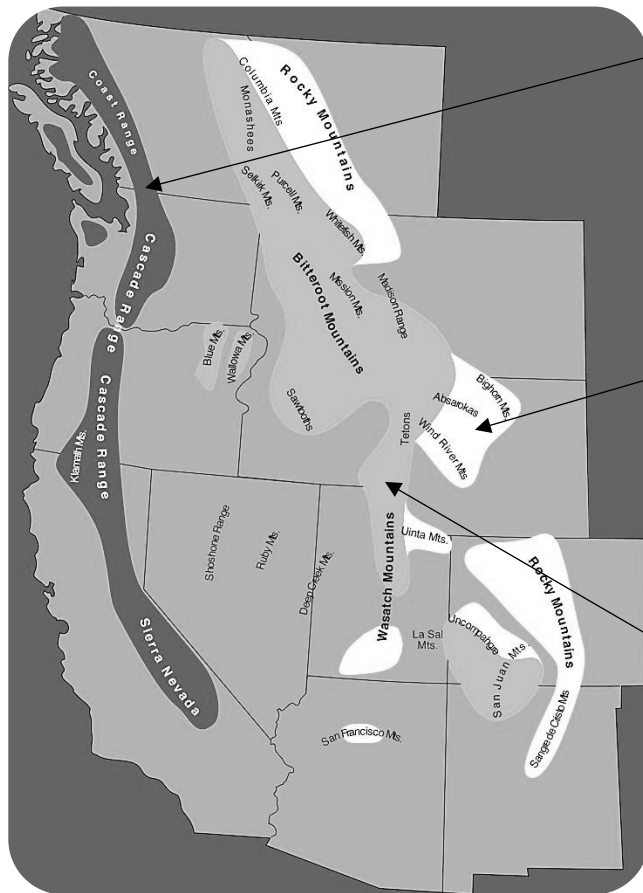 Coast Range
Columbia Mts.
Monashees
Rocky Mountains
Selkirk Mts.
Purcell Mts.
Whitefish Mts.
Cascade Range
Bitteroot Mountains
Mission Mts.
Madison Range
Blue Mts.
Wallowa Mts.
Sawtooths
Bighorn Mts.
Absarokas
Tetons
Wind River Mts
Cascade Range
Klamath Mts.
Shoshone Range
Ruby Mts.
Deep Creek Mts.
Wasatch Mountains
Uinta Mts.
Rocky Mountains
La Sal
Mts.
Uncompahgre
San Juan Mts.
Sierra Nevada
San Francisco Mts.
Sangre de Cristo Mts